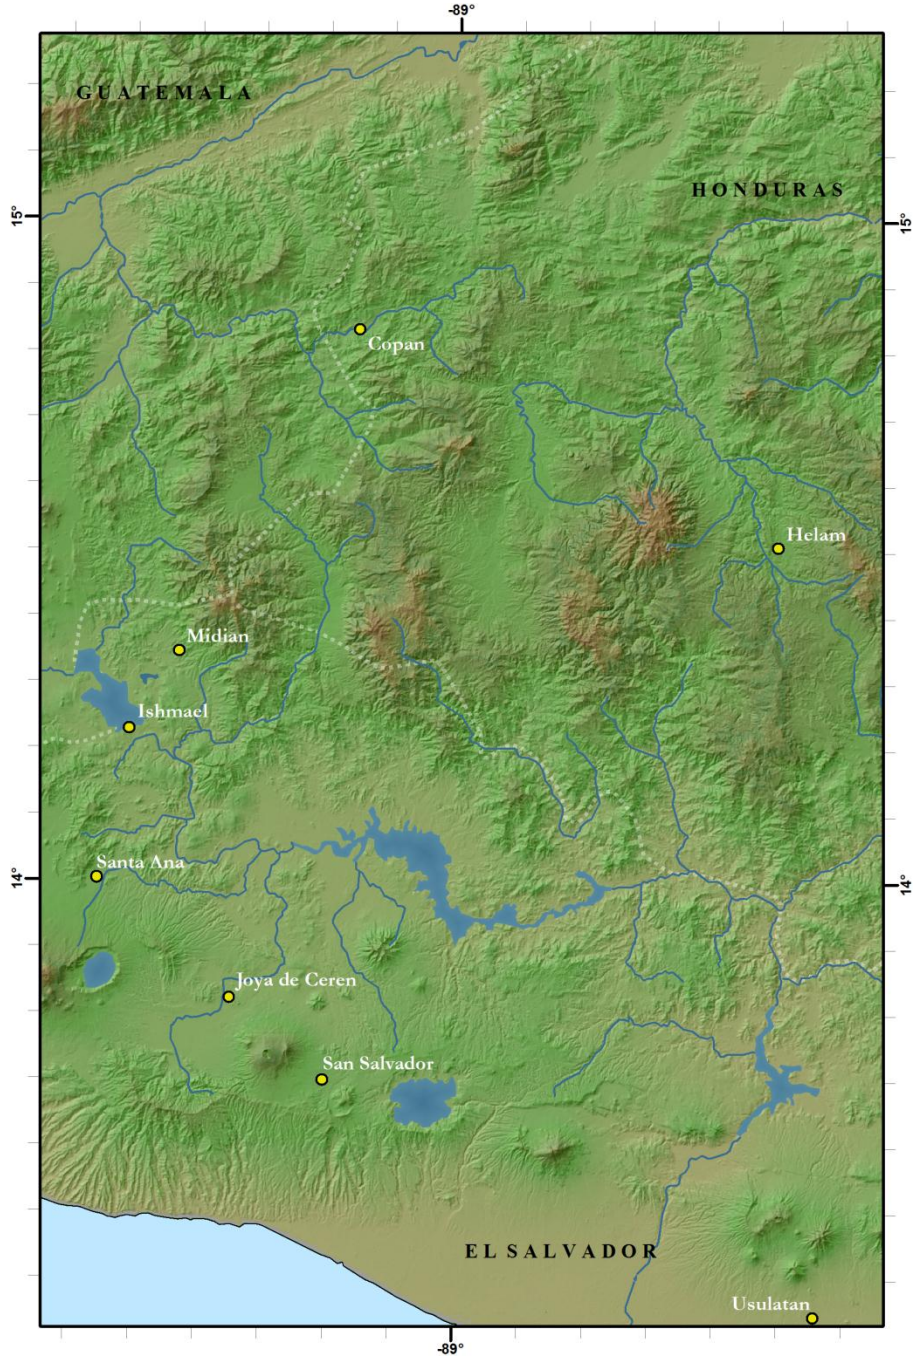 -89°
GUATEMALA
HONDURAS
15°
15°
Copan
Helam
Midian
Ishmael
Santa Ana
14°
14°
Joya de Ceren
San Salvador
EL SALVADOR
Usulatan
-89°